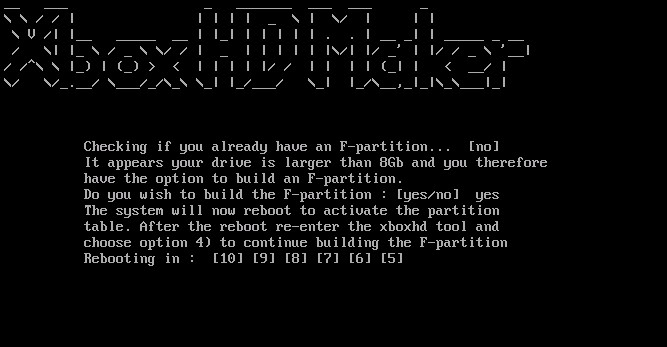 XboxHDMaker
Checking if you already have an F-partition...  [no]
It appears your drive is larger than 8Gb and you therefore
have the option to build an F-partition.
Do you wish to build the F-partition : [yes/no]  yes
The system will now reboot to activate the partition
table. After the reboot re-enter the xboxhd tool and
choose option 4) to continue building the F-partition
Rebooting in :  [10] [9] [8] [7] [6] [5]